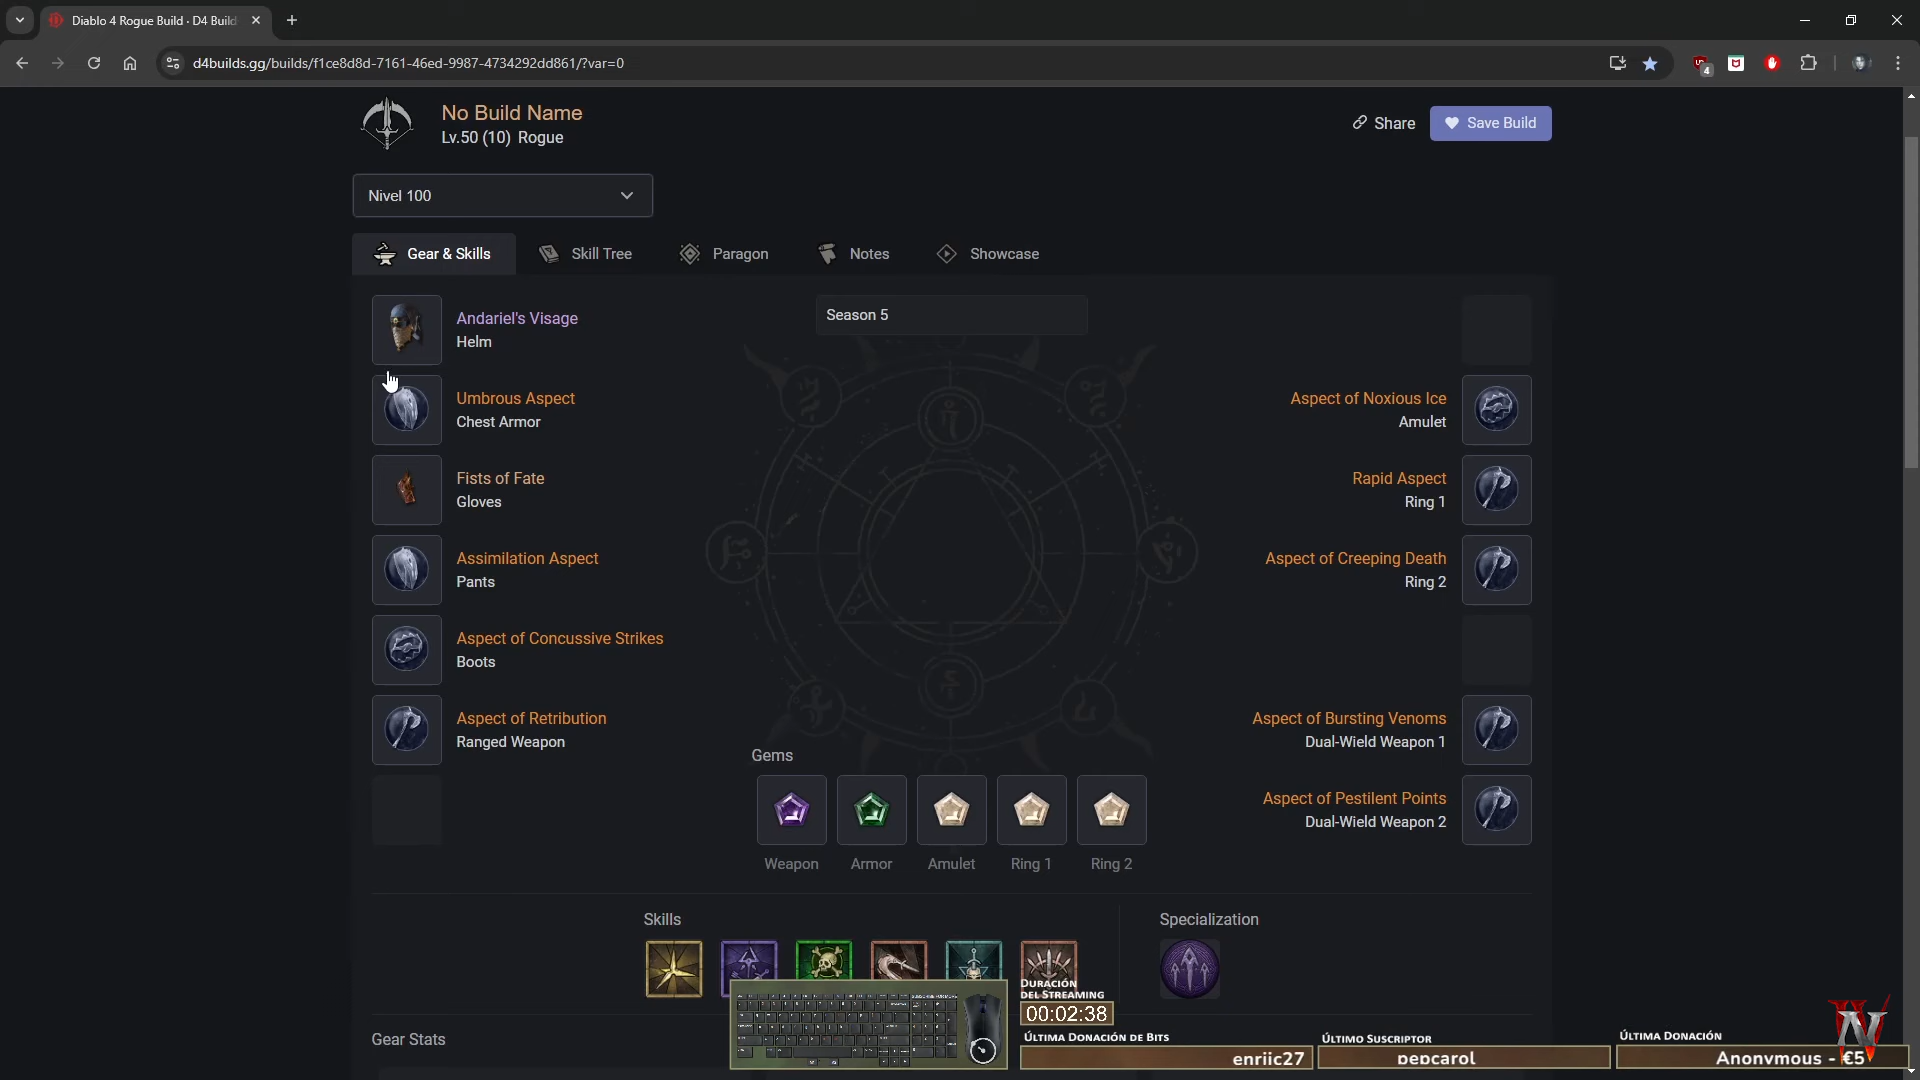 Diablo 4 Rogue Build - D4 Build
d4builds.gg/builds/f1ce8d8d-7161-46ed-9987-4734292dd861/?var=0
4
No Build Name
Lv.50 (10) Rogue
Share
Save Build
Nivel 100
Gear & Skills
Skill Tree
Paragon
Notes
Showcase
Season 5
Andariel's Visage
Helm
Umbrous Aspect
Chest Armor
Fists of Fate
Gloves
Assimilation Aspect
Pants
Aspect of Concussive Strikes
Boots
Aspect of Retribution
Ranged Weapon
Aspect of Noxious Ice
Amulet
Rapid Aspect
Ring 1
Aspect of Creeping Death
Ring 2
Aspect of Bursting Venoms
Dual-Wield Weapon 1
Aspect of Pestilent Points
Dual-Wield Weapon 2
Gems
Weapon
Armor
Amulet
Ring 1
Ring 2
Skills
Specialization
Gear Stats
DURACIÓN
DEL STREAMING
00:02:38
ÚLTIMA DONACIÓN DE BITS
enriic27
ÚLTIMO SUSCRIPTOR
pepcarol
ÚLTIMA DONACIÓN
Anonymous - €5